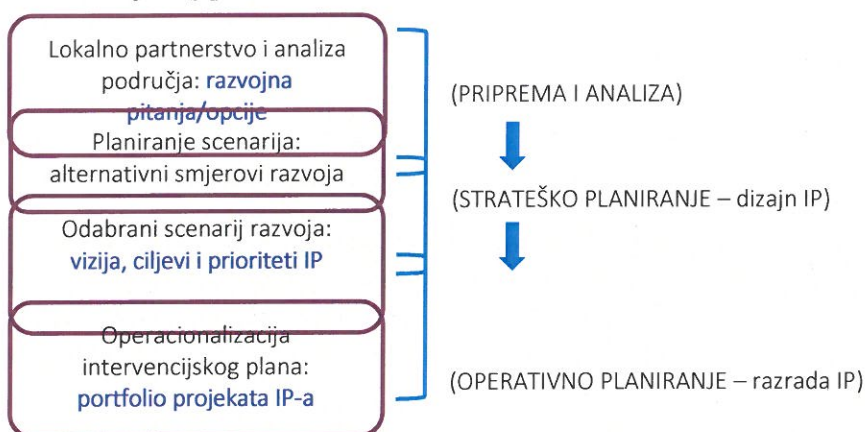 Lokalno partnerstvo i analiza
područja: razvojna
pitanja/opcije
Planiranje scenarija:
alternativni smjerovi razvoja
Odabrani scenarij razvoja:
vizija, ciljevi i prioriteti IP
Operacionalizacija
intervencijskog plana:
portfolio projekata IP-a
(PRIPREMA I ANALIZA)
(STRATEŠKO PLANIRANJE – dizajn IP)
(OPERATIVNO PLANIRANJE – razrada IP)